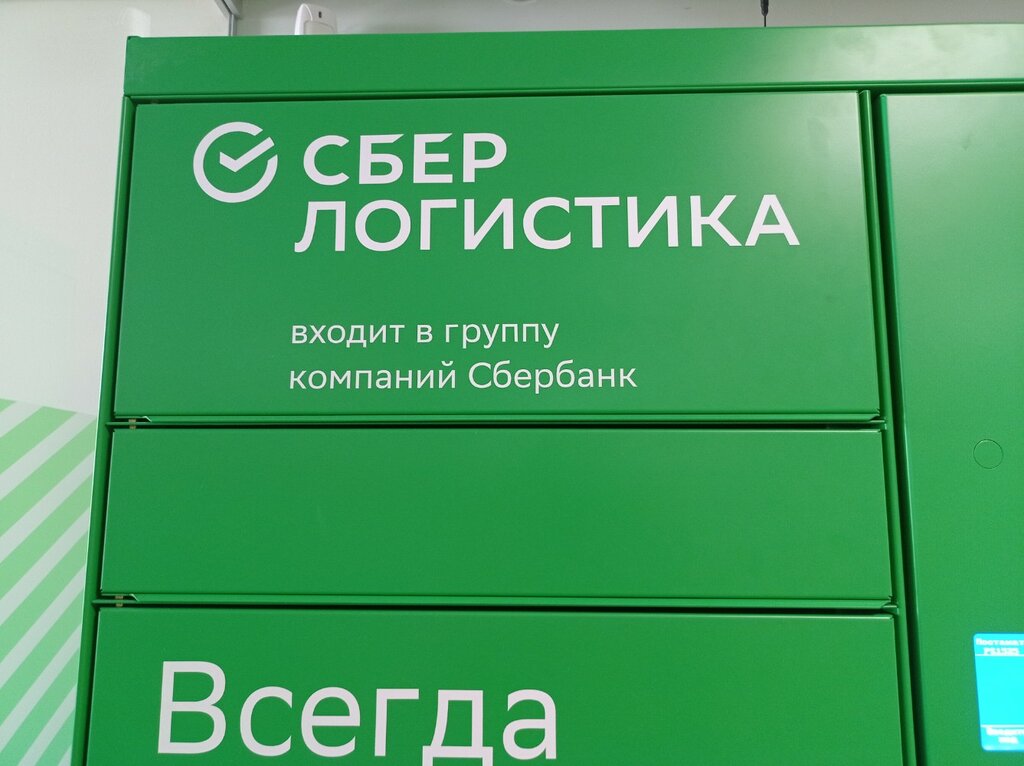 СБЕР
ЛОГИСТИКА
входит в группу
компаний Сбербанк
Всегда